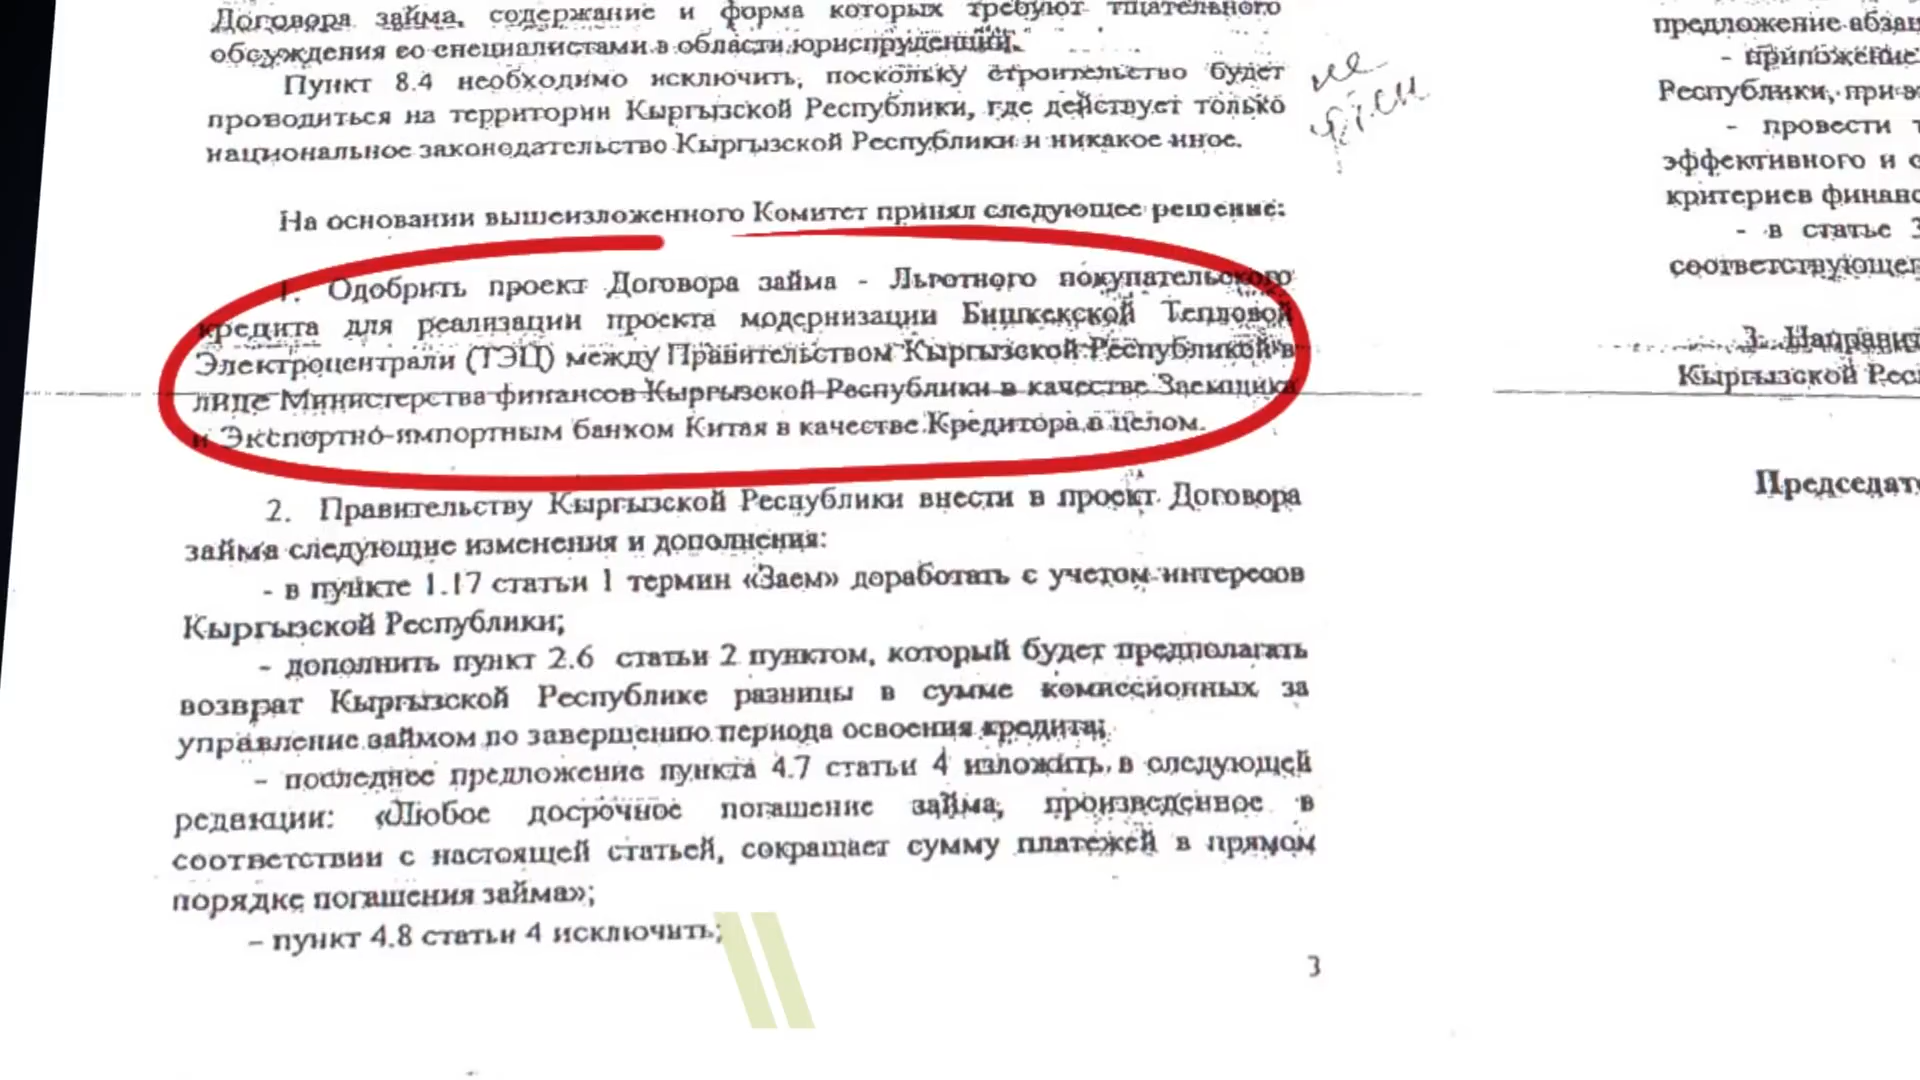 Договора займа, содержание и форма которых требуют тщательного
обсуждения со специалистами в области юриспруденции.
Пункт 8.4 необходимо исключить, поскольку строительство будет
проводиться на территории Кыргызской Республики, где действует только
национальное законодательство Кыргызской Республики и никакое иное.
На основании вышеизложенного Комитет принял следующее решение:
1. Одобрить проект Договора займа - Льготного покупательского
кредита для реализации проекта модернизации Бишкекской Тепловой
Электроцентрали (ТЭЦ) между Правительством Кыргызской Республикой в
лице Министерства финансов Кыргызской Республики в качестве Заемщика
и Экспортно-импортным банком Китая в качестве Кредитора в целом.
2. Правительству Кыргызской Республики внести в проект Договора
займа следующие изменения и дополнения:
- в пункте 1.17 статьи 1 термин «Заем» доработать с учетом интересов
Кыргызской Республики;
- дополнить пункт 2.6 статьи 2 пунктом, который будет предполагать
возврат Кыргызской Республике разницы в сумме комиссионных за
управление займом по завершению периода освоения кредита;
- последнее предложение пункта 4.7 статьи 4 изложить в следующей
редакции: «Любое досрочное погашение займа, произведенное в
соответствии с настоящей статьей, сокращает сумму платежей в прямом
порядке погашения займа»;
- пункт 4.8 статьи 4 исключить;
3
предложение абзац
- приложение
Республики, при
- провести т
эффективного и с
критериев финанс
- в статье 3
соответствующег
3. Направит
Кыргызской Рес
Председате